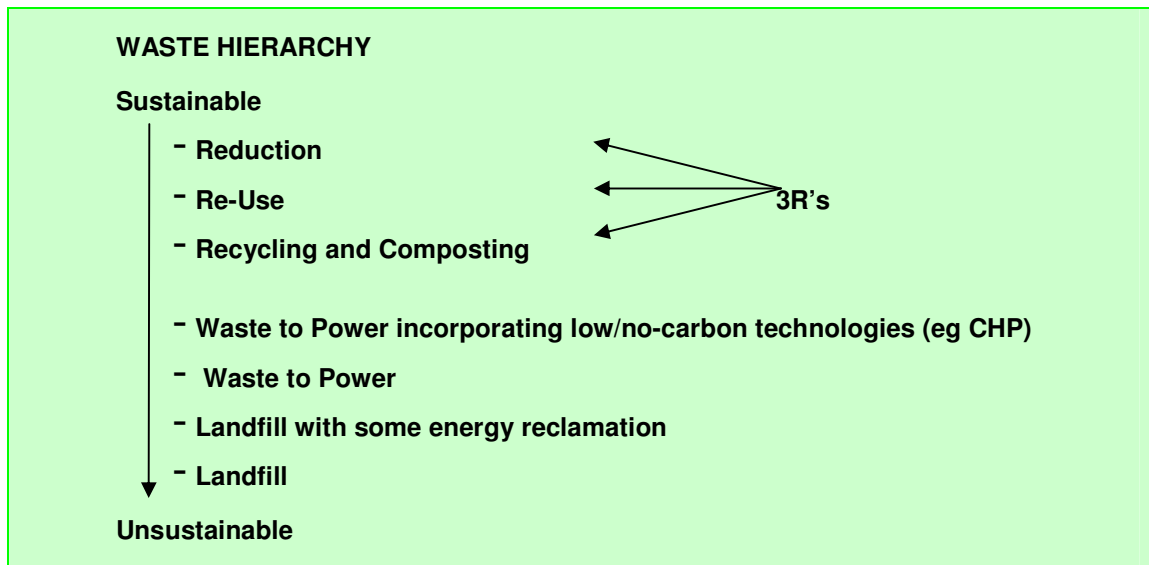 WASTE HIERARCHY
Sustainable
- Reduction
- Re-Use
3R's
- Recycling and Composting
- Waste to Power incorporating low/no-carbon technologies (eg CHP)
- Waste to Power
- Landfill with some energy reclamation
- Landfill
Unsustainable